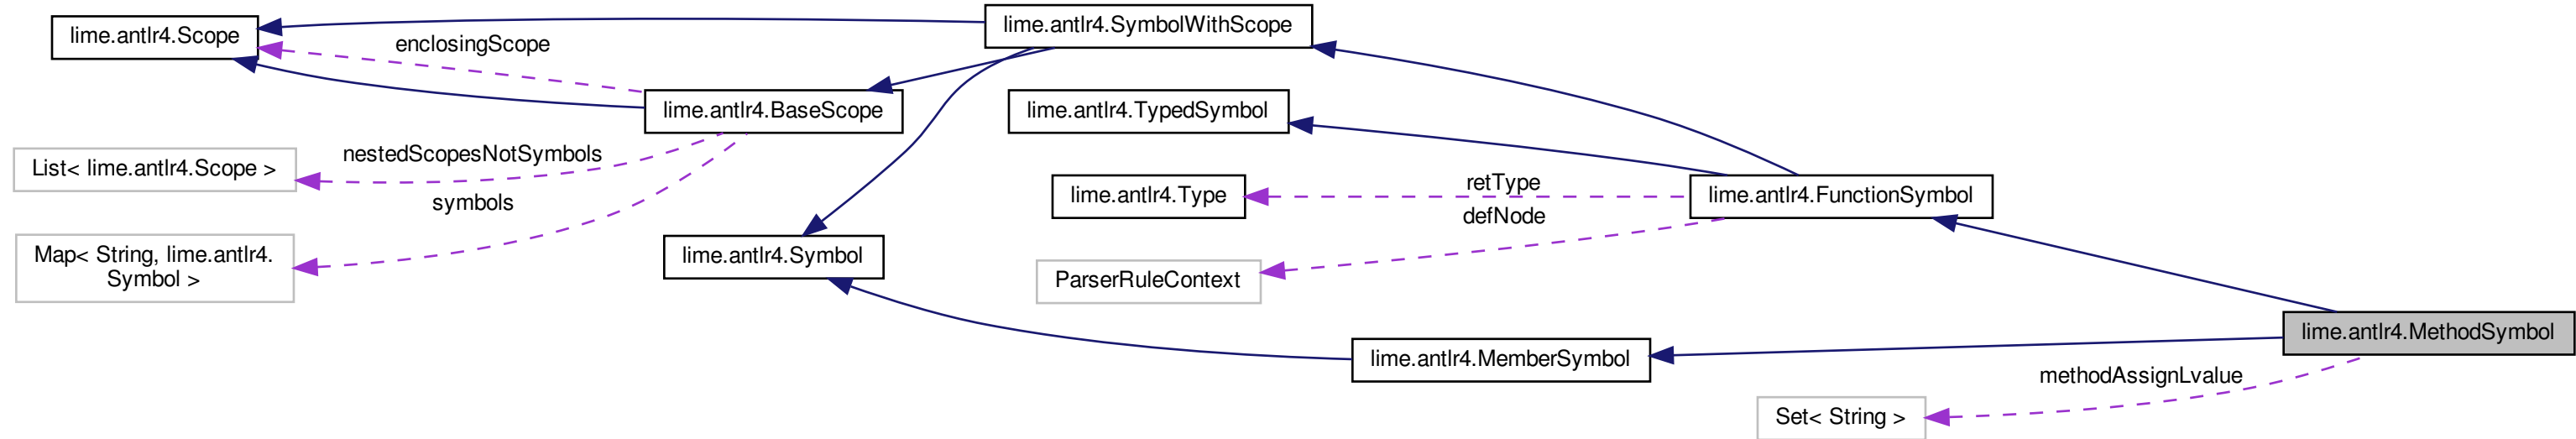 lime.antlr4.Scope
enclosingScope
lime.antlr4.SymbolWithScope
lime.antlr4.BaseScope
lime.antlr4.TypedSymbol
List< lime.antlr4.Scope >
nestedScopesNotSymbols
symbols
lime.antlr4.Type
retType
defNode
lime.antlr4.FunctionSymbol
Map< String, lime.antlr4.
Symbol >
lime.antlr4.Symbol
ParserRuleContext
lime.antlr4.MethodSymbol
lime.antlr4.MemberSymbol
methodAssignLvalue
Set< String >